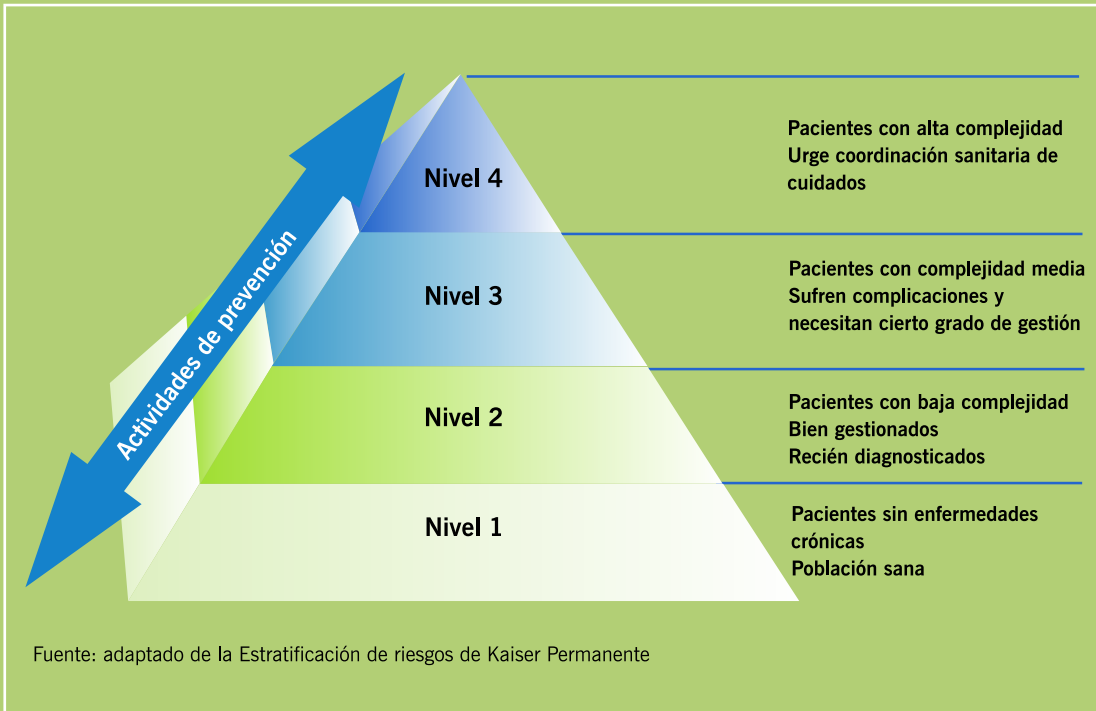 Actividades de prevención
Nivel 4
Pacientes con alta complejidad
Urge coordinación sanitaria de
cuidados
Nivel 3
Pacientes con complejidad media
Sufren complicaciones y
necesitan cierto grado de gestión
Nivel 2
Pacientes con baja complejidad
Bien gestionados
Recién diagnosticados
Nivel 1
Pacientes sin enfermedades
crónicas
Población sana
Fuente: adaptado de la Estratificación de riesgos de Kaiser Permanente